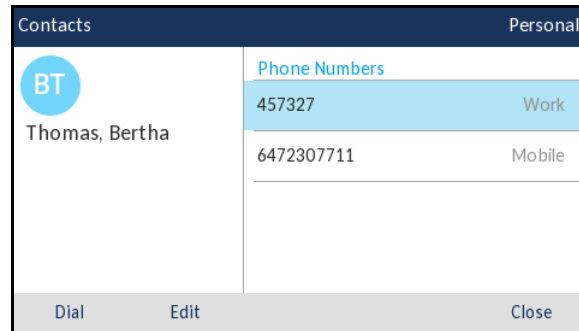 Contacts Personal
BT
Thomas, Bertha
Phone Numbers
457327 Work
6472307711 Mobile
Dial Edit Close